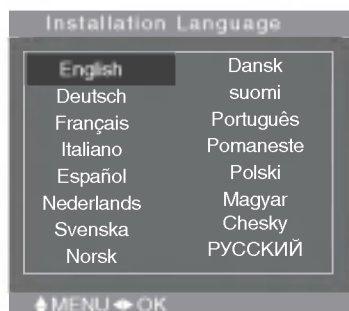 Installation Language
English
Deutsch
Français
Italiano
Español
Nederlands
Svenska
Norsk
Dansk
suomi
Português
Pomaneste
Polski
Magyar
Chesky
РУССКИЙ
MENU OK